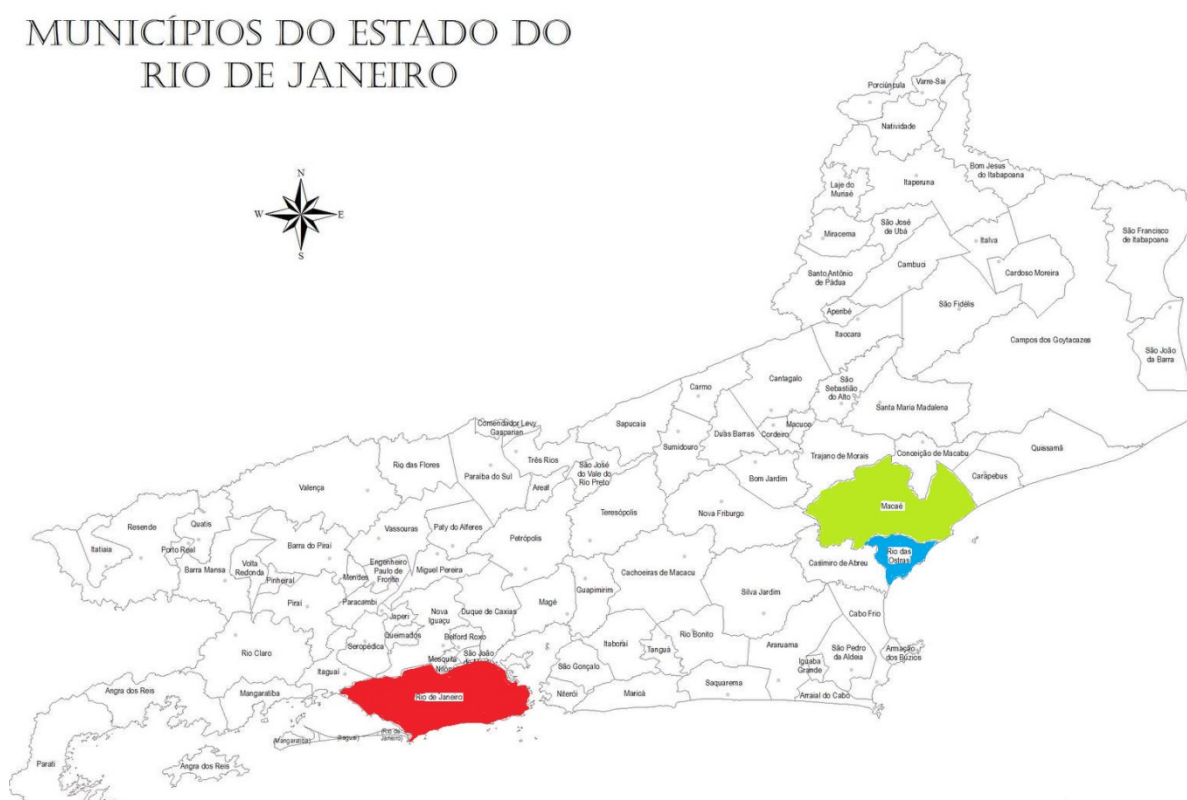 MUNICÍPIOS DO ESTADO DO
RIO DE JANEIRO
N
W
E
S
Porciúncula
Varre-Sai
Natividade
Bom Jesus
do Itabapoana
Itaperuna
Laje do
Muriaé
São José
de Ubá
Miracema
Italva
São Francisco
de Itabapoana
Cambuci
Santo Antônio
de Pádua
Cardoso Moreira
São Fidélis
Aperibé
Itaocara
Campos dos Goytacazes
São João
da Barra
Cantagalo
São
Sebastião
do Alto
Carmo
Santa Maria Madalena
Comendador Levy
Gasparian
Sapucaia
Macuco
Duas Barras
Cordeiro
Sumidouro
Trajano de Morais
Conceição de Macabu
Quissamã
Três Rios
Rio das Flores
Paraíba do Sul
São José
do Vale do
Rio Preto
Areal
Bom Jardim
Carapebus
Valença
Macaé
Teresópolis
Nova Friburgo
Resende
Quatis
Vassouras
Paty do Alferes
Petrópolis
Itatiaia
Porto Real
Barra do Piraí
Rio das
Ostras
Barra Mansa
Volta
Redonda
Pinheiral
Mendes
Engenheiro
Paulo de
Frontin
Miguel Pereira
Cachoeiras de Macacu
Casimiro de Abreu
Piraí
Paracambi
Guapimirim
Silva Jardim
Japeri
Nova
Iguaçu
Duque de Caxias
Magé
Cabo Frio
Queimados
Belford Roxo
Seropédica
Itaboraí
Tanguá
Rio Bonito
Araruama
São Pedro
da Aldeia
Armação
dos Búzios
Rio Claro
Mesquita
São João
Itaguaí
São Gonçalo
Iguaba
Grande
Angra dos Reis
Mangaratiba
Rio de Janeiro
Niterói
Maricá
Saquarema
Arraial do Cabo
(Mangaratiba)
(Itaguaí)
(Rio de
Janeiro)
Parati
Angra dos Reis